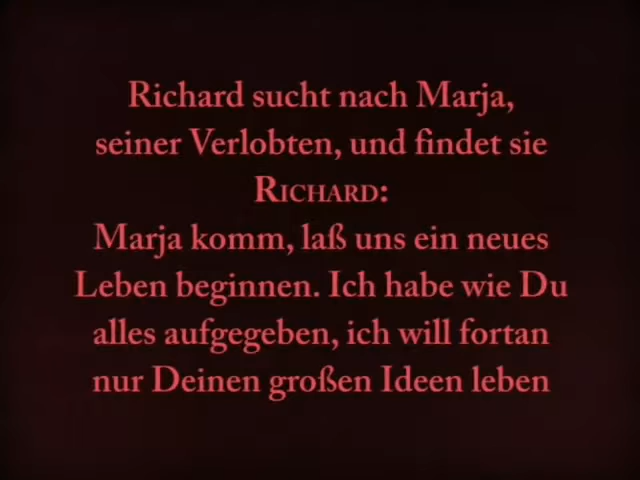 Richard sucht nach Marja,
seiner Verlobten, und findet sie
RICHARD:
Marja komm, laß uns ein neues
Leben beginnen. Ich habe wie Du
alles aufgegeben, ich will fortan
nur Deinen großen Ideen leben